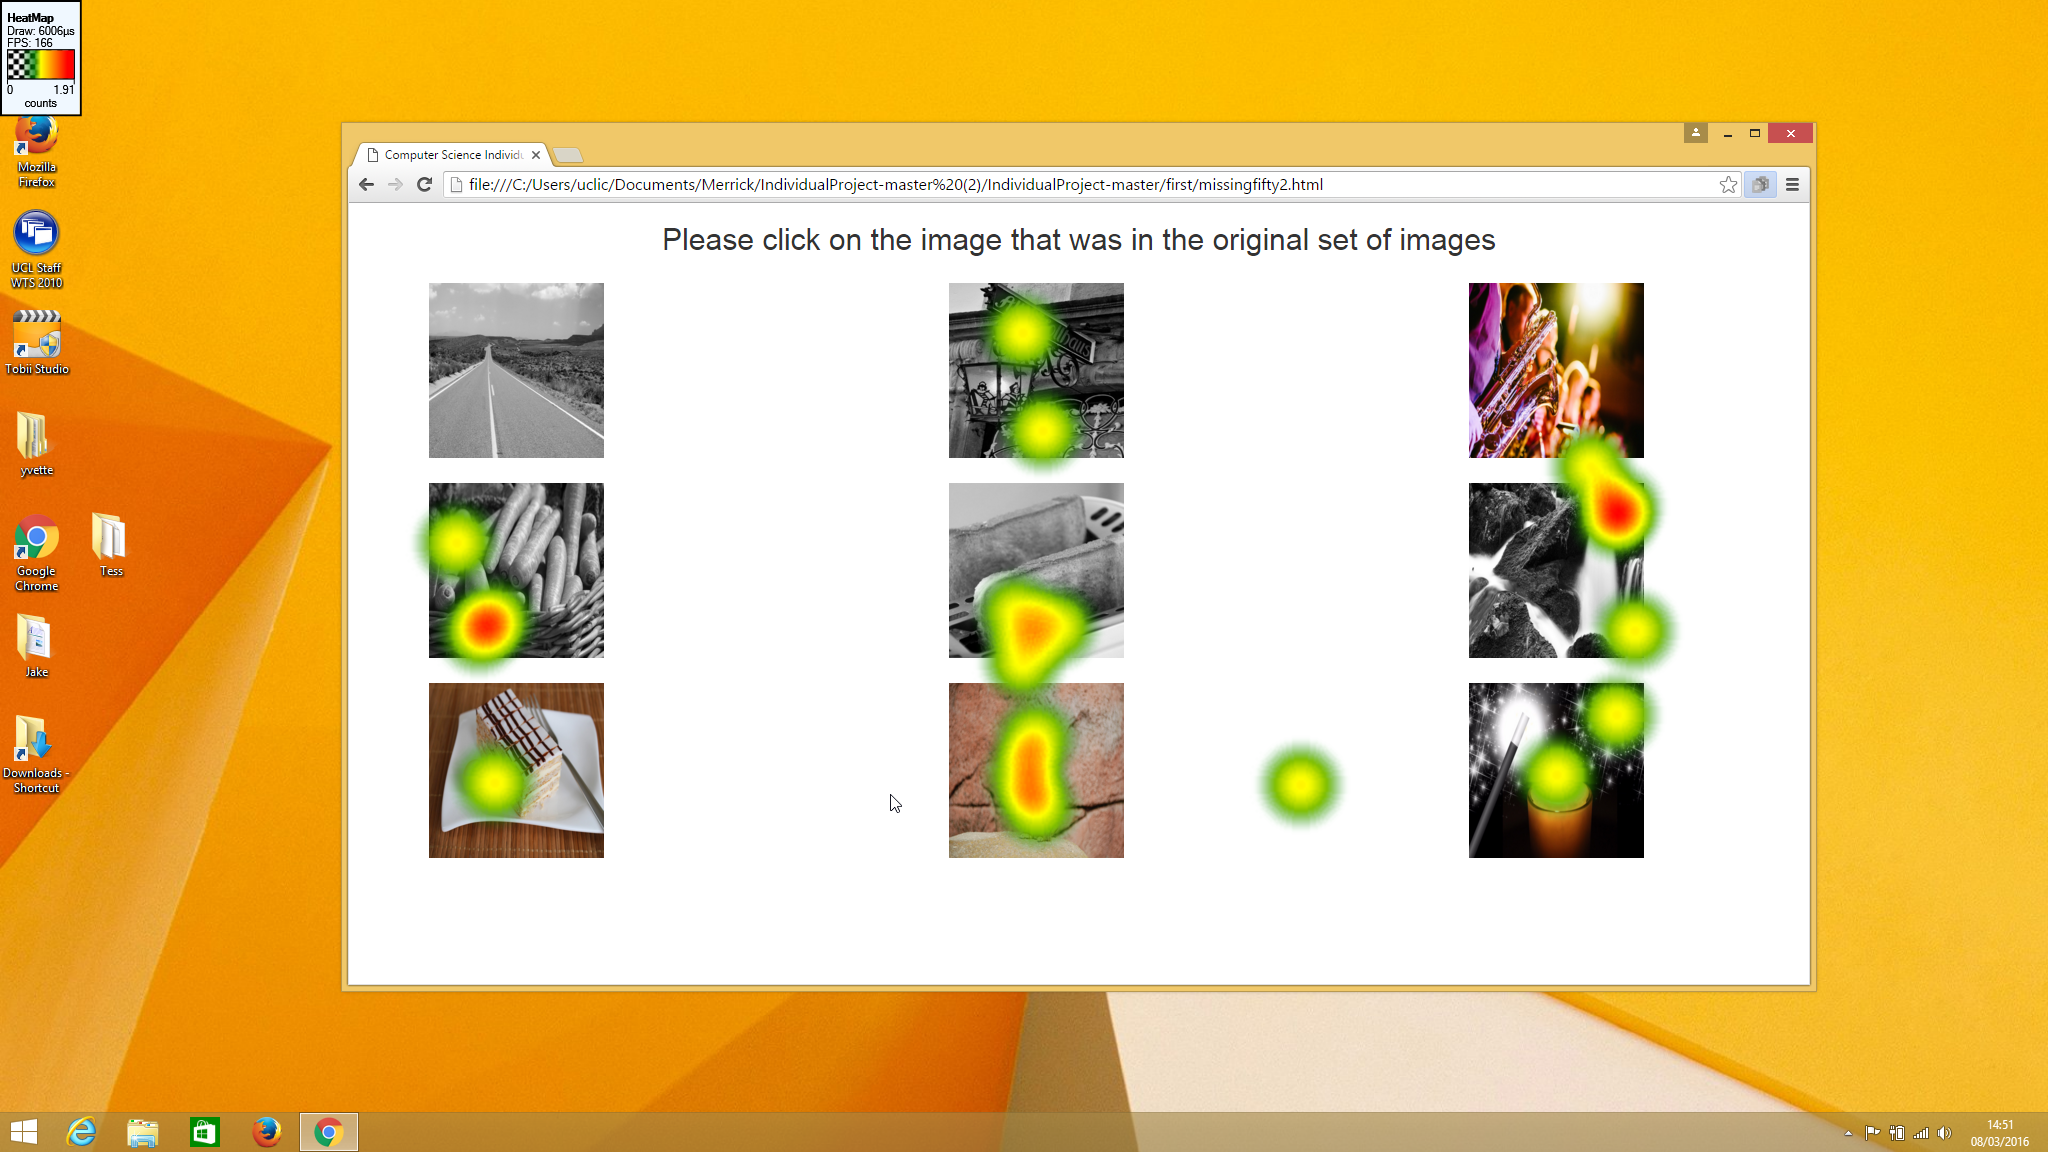 HeatMap
Draw: 6006µs
FPS: 166
0 1.91
counts
Mozilla
Firefox
UCL Staff
WTS 2010
Tobii Studio
yvette
Google
Chrome
Tess
Jake
Downloads -
Shortcut
Computer Science Individu
file:///C:/Users/uclic/Documents/Merrick/IndividualProject-master%20(2)/IndividualProject-master/first/missingfifty2.html
Please click on the image that was in the original set of images
14:51
08/03/2016